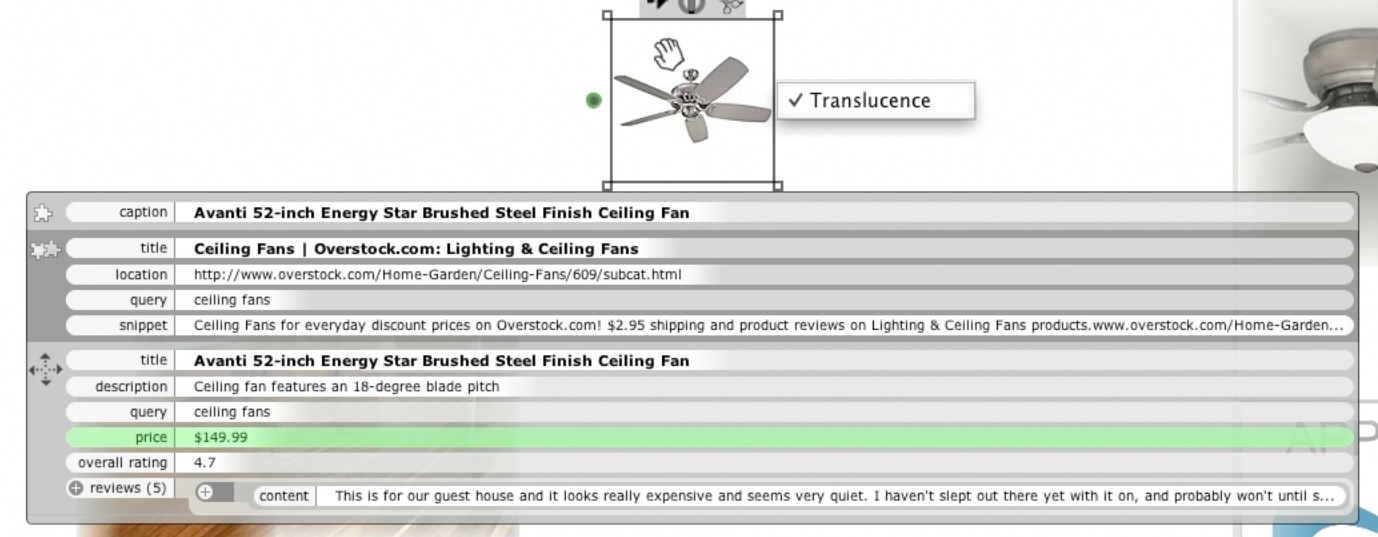 ✓ Translucence
caption Avanti 52-inch Energy Star Brushed Steel Finish Ceiling Fan
title Ceiling Fans | Overstock.com: Lighting & Ceiling Fans
location http://www.overstock.com/Home-Garden/Ceiling-Fans/609/subcat.html
query ceiling fans
snippet Ceiling Fans for everyday discount prices on Overstock.com! $2.95 shipping and product reviews on Lighting & Ceiling Fans products.www.overstock.com/Home-Garden...
title Avanti 52-inch Energy Star Brushed Steel Finish Ceiling Fan
description Ceiling fan features an 18-degree blade pitch
query ceiling fans
price $149.99
APP
overall rating 4.7
reviews (5) content This is for our guest house and it looks really expensive and seems very quiet. I haven't slept out there yet with it on, and probably won't until s...